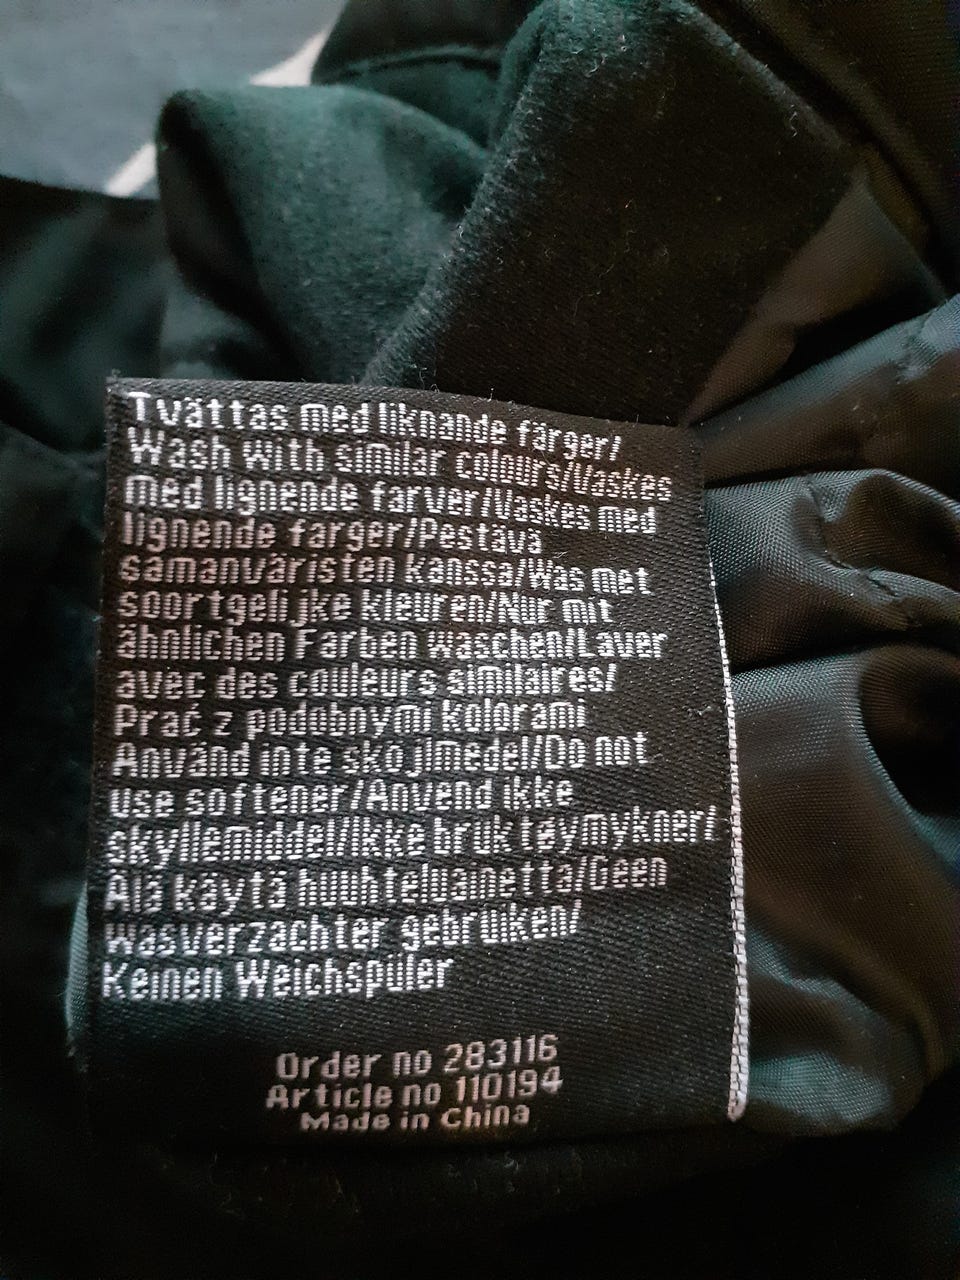 Tvättas med liknande färger/
Wash with similar colours/Vaskes
med lignende farver/Vaskes med
lignende farger/Pestävä
samanväristen kanssa/Was met
soortgelijke kleuren/Nur mit
ähnlichen Farben waschen/Laver
avec des couleurs similaires/
Prać z podobnymi kolorami
Använd inte sköjlmedel/Do not
use softener/Anvend ikke
skyllemiddel/Ikke bruk tøymykner/
Älä käytä huuhteluainetta/Geen
wasverzachter gebruiken/
Keinen Weichspüler
Order no 283116
Article no 110194
Made in China